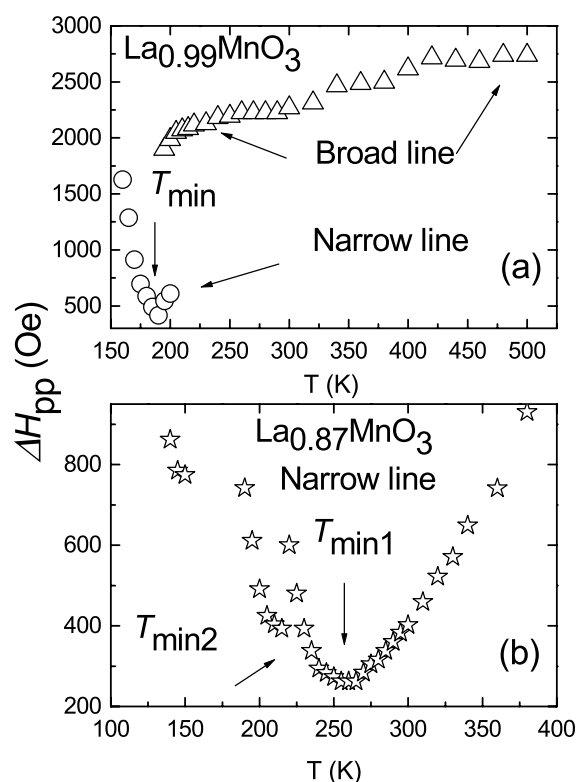 3000
2500
2000
1500
1000
500
La0.99MnO3
Broad line
Tmin
Narrow line
(a)
150 200 250 300 350 400 450 500
T (K)
ΔHpp (Oe)
800
600
400
200
La0.87MnO3
Narrow line
Tmin1
Tmin2
(b)
100 150 200 250 300 350 400
T (K)